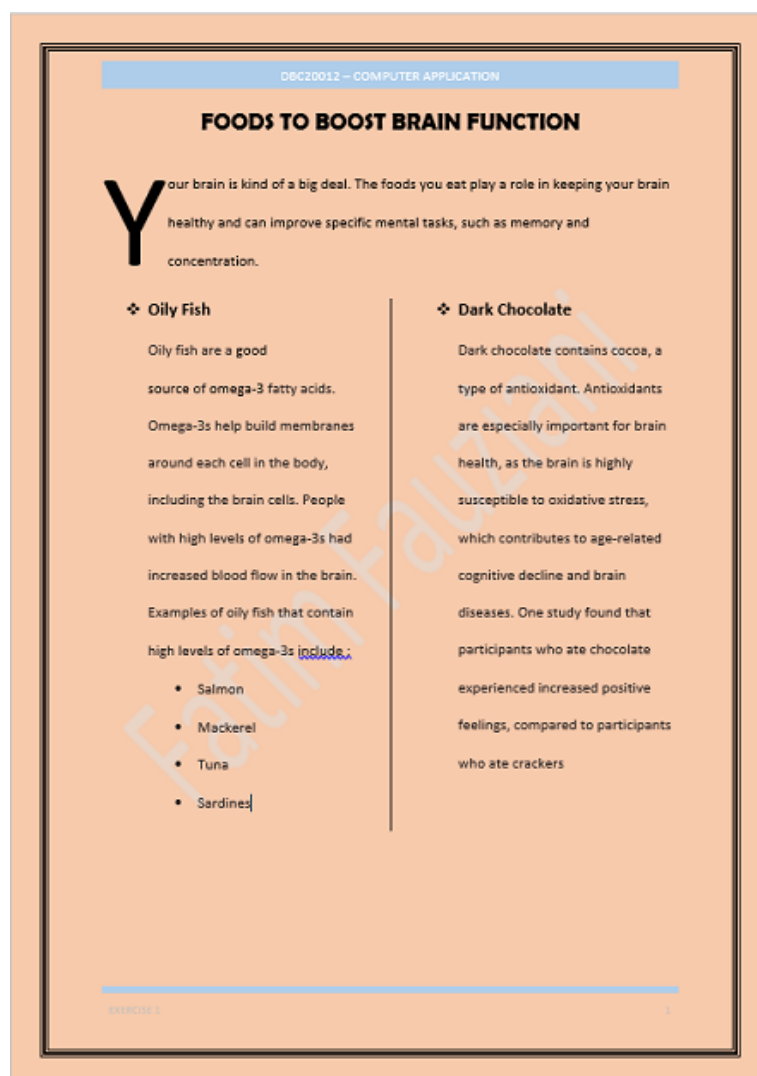 DBC20012 – COMPUTER APPLICATION
FOODS TO BOOST BRAIN FUNCTION
Your brain is kind of a big deal. The foods you eat play a role in keeping your brain
healthy and can improve specific mental tasks, such as memory and
concentration.
❖ Oily Fish
Oily fish are a good
source of omega-3 fatty acids.
Omega-3s help build membranes
around each cell in the body,
including the brain cells. People
with high levels of omega-3s had
increased blood flow in the brain.
Examples of oily fish that contain
high levels of omega-3s include :
• Salmon
• Mackerel
• Tuna
• Sardines
❖ Dark Chocolate
Dark chocolate contains cocoa, a
type of antioxidant. Antioxidants
are especially important for brain
health, as the brain is highly
susceptible to oxidative stress,
which contributes to age-related
cognitive decline and brain
diseases. One study found that
participants who ate chocolate
experienced increased positive
feelings, compared to participants
who ate crackers
Fatim Fauziani
EXERCISE 1
1